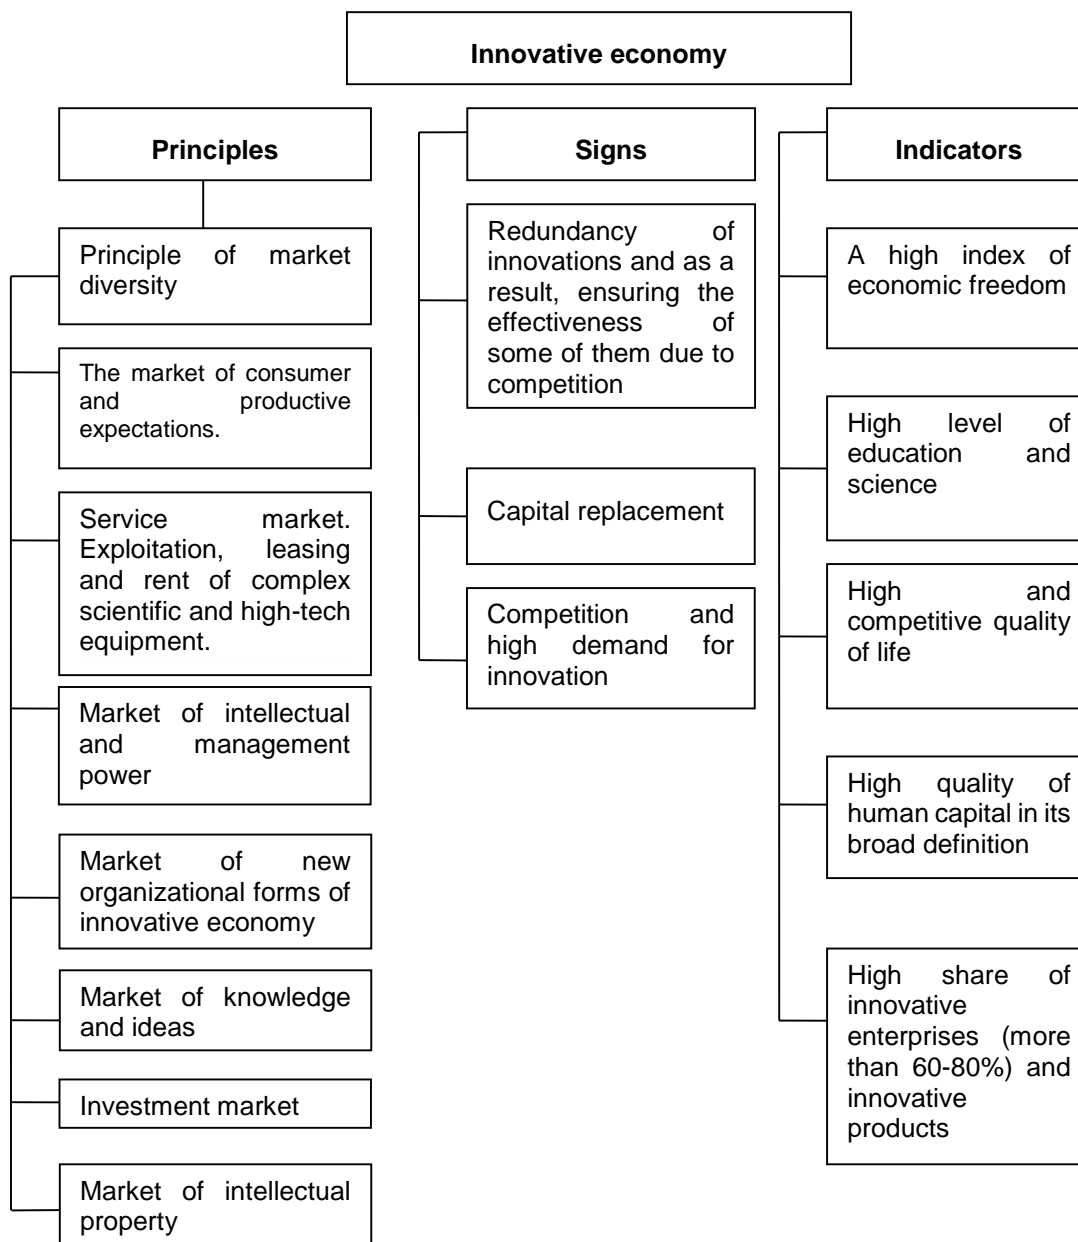 Innovative economy
Principles
Principle of market
diversity
The market of consumer
and productive
expectations.
Service market.
Exploitation, leasing
and rent of complex
scientific and high-tech
equipment.
Market of intellectual
and management
power
Market of new
organizational forms of
innovative economy
Market of knowledge
and ideas
Investment market
Market of intellectual
property
Signs
Redundancy of
innovations and as a
result, ensuring the
effectiveness of
some of them due to
competition
Capital replacement
Competition and
high demand for
innovation
Indicators
A high index of
economic freedom
High level of
education and
science
High and
competitive quality
of life
High quality of
human capital in its
broad definition
High share of
innovative
enterprises (more
than 60-80%) and
innovative
products